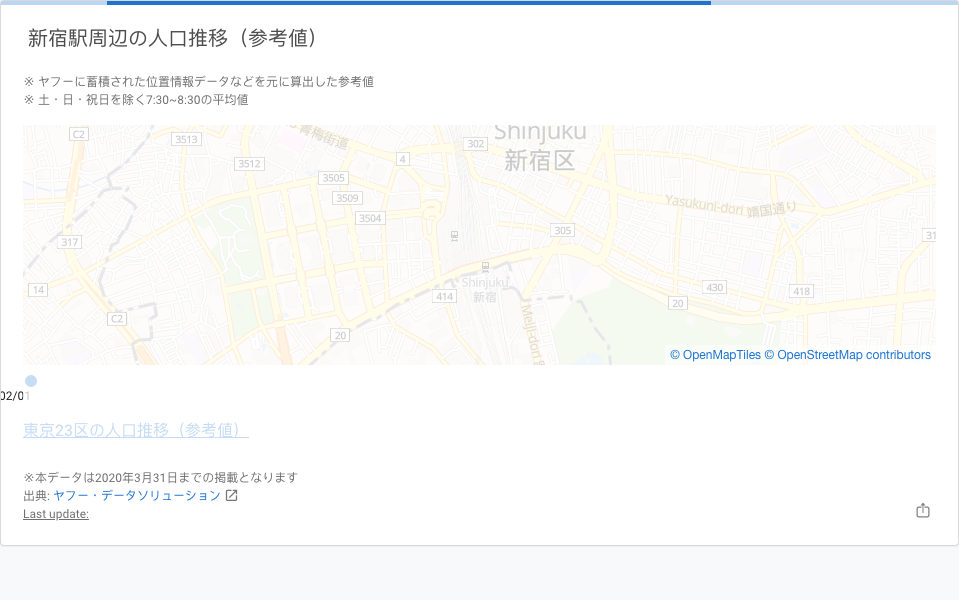 新宿駅周辺の人口推移（参考値）
※ ヤフーに蓄積された位置情報データなどを元に算出した参考値
※ 土・日・祝日を除く7:30~8:30の平均値
C2
3513
青梅街道
302
Shinjuku
新宿区
3512
4
3505
3509
3504
Yasukuni-dori 靖国通り
317
305
31
14
Shinjuku
新宿
414
430
418
20
C2
20
Meiji-dori
© OpenMapTiles © OpenStreetMap contributors
02/01
東京23区の人口推移（参考値）
※本データは2020年3月31日までの掲載となります
出典: ヤフー・データソリューション
Last update: